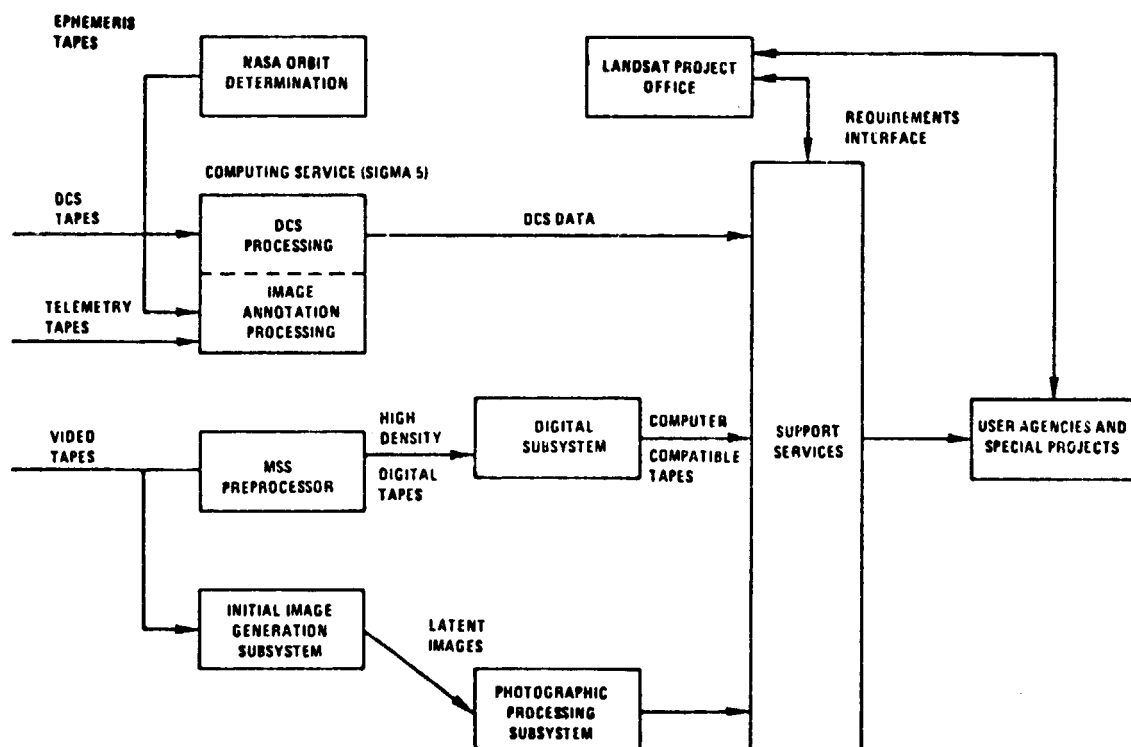 EPHEMERIS
TAPES
NASA ORBIT
DETERMINATION
LANDSAT PROJECT
OFFICE
REQUIREMENTS
INTERFACE
COMPUTING SERVICE (SIGMA 5)
DCS
TAPES
DCS
PROCESSING
DCS DATA
IMAGE
ANNOTATION
PROCESSING
TELEMETRY
TAPES
VIDEO
TAPES
MSS
PREPROCESSOR
HIGH
DENSITY
DIGITAL
TAPES
DIGITAL
SUBSYSTEM
COMPUTER
COMPATIBLE
TAPES
SUPPORT
SERVICES
USER AGENCIES AND
SPECIAL PROJECTS
INITIAL IMAGE
GENERATION
SUBSYSTEM
LATENT
IMAGES
PHOTOGRAPHIC
PROCESSING
SUBSYSTEM